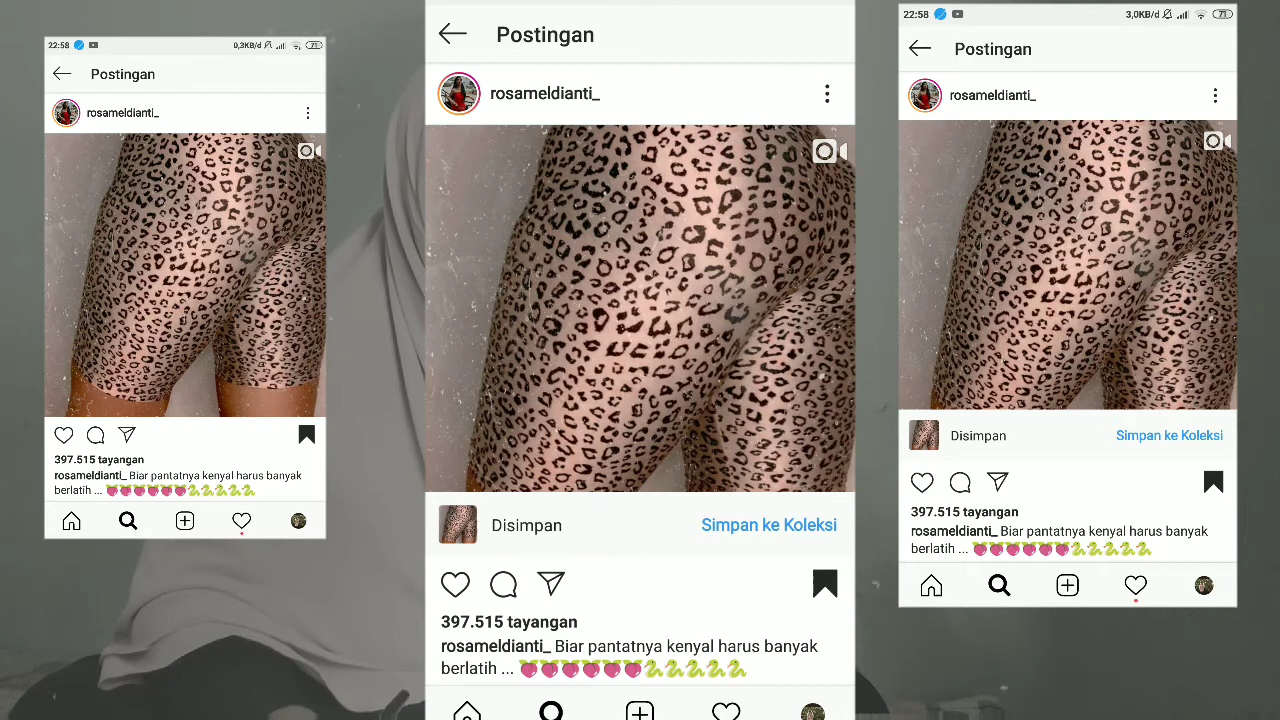 22:58
0,3KB/d
71
Postingan
rosameldianti_
397.515 tayangan
rosameldianti_ Biar pantatnya kenyal harus banyak
berlatih ... 🍑🍑🍑🍑🍑🍑🐍🐍🐍🐍🐍
Postingan
rosameldianti_
Disimpan
Simpan ke Koleksi
397.515 tayangan
rosameldianti_ Biar pantatnya kenyal harus banyak
berlatih ... 🍑🍑🍑🍑🍑🍑🐍🐍🐍🐍🐍
22:58
3,0KB/d
71
Postingan
rosameldianti_
Disimpan
Simpan ke Koleksi
397.515 tayangan
rosameldianti_ Biar pantatnya kenyal harus banyak
berlatih ... 🍑🍑🍑🍑🍑🍑🐍🐍🐍🐍🐍